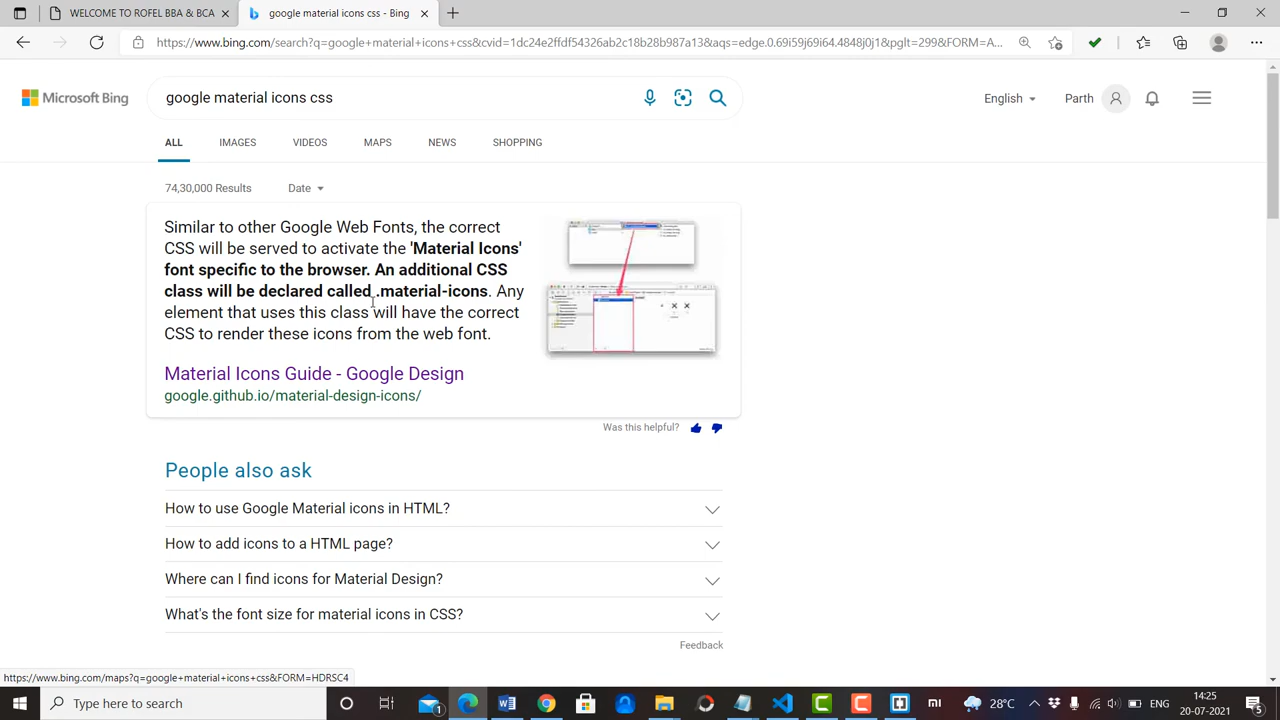 WELCOME TO ROFEL BBA & BCA
google material icons css - Bing
https://www.bing.com/search?q=google+material+icons+css&cvid=1dc24e2ffdf54326ab2c18b28b987a13&aqs=edge.0.69i59j69i64.4848j0j1&pglt=299&FORM=A...
Microsoft Bing
google material icons css
English
Parth
ALL
IMAGES
VIDEOS
MAPS
NEWS
SHOPPING
74,30,000 Results
Date
Similar to other Google Web Fonts, the correct
CSS will be served to activate the 'Material Icons'
font specific to the browser. An additional CSS
class will be declared called .material-icons. Any
element that uses this class will have the correct
CSS to render these icons from the web font.
Material Icons Guide - Google Design
google.github.io/material-design-icons/
Was this helpful?
People also ask
How to use Google Material icons in HTML?
How to add icons to a HTML page?
Where can I find icons for Material Design?
What's the font size for material icons in CSS?
Feedback
https://www.bing.com/maps?q=google+material+icons+css&FORM=HDRSC4
Type here to search
1
28°C
ENG
14:25
20-07-2021
5